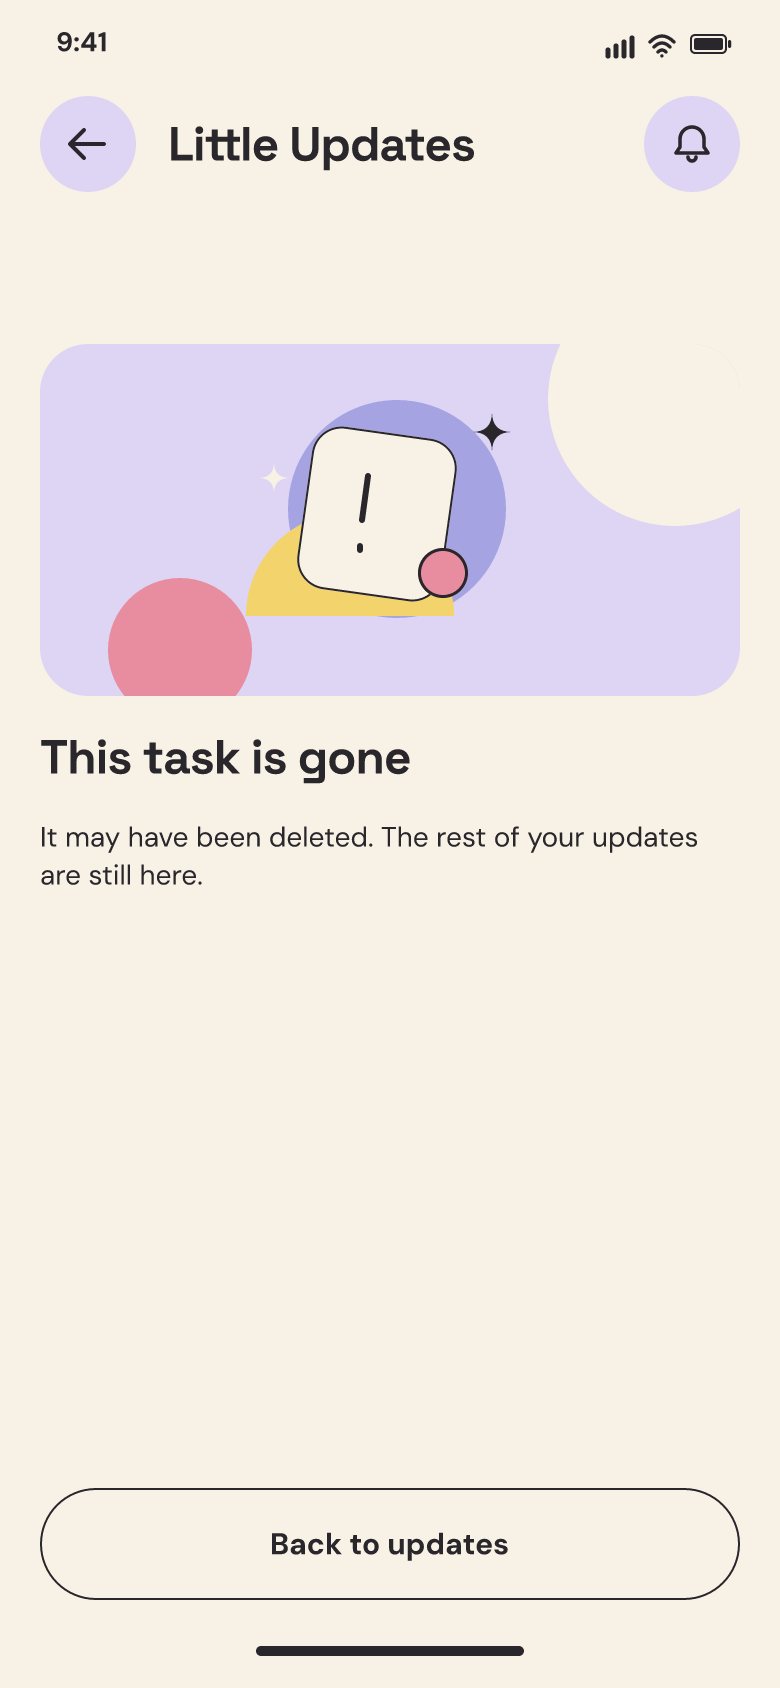 9:41
Little Updates
This task is gone
It may have been deleted. The rest of your updates
are still here.
Back to updates